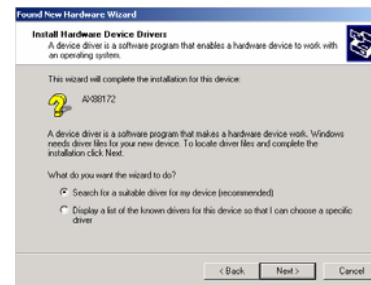 Found New Hardware Wizard
Install Hardware Device Drivers
A device driver is a software program that enables a hardware device to work with
an operating system.
This wizard will complete the installation for this device:
AX88172
A device driver is a software program that makes a hardware device work. Windows
needs driver files for your new device. To locate driver files and complete the
installation click Next.
What do you want the wizard to do?
Search for a suitable driver for my device (recommended)
Display a list of the known drivers for this device so that I can choose a specific
driver
< Back
Next >
Cancel